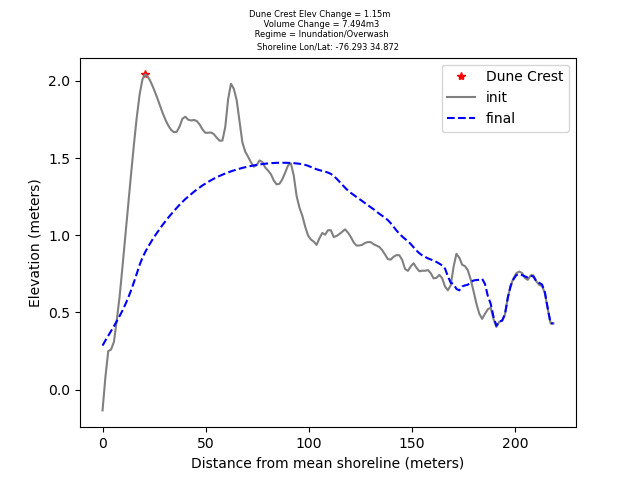 Dune Crest Elev Change = 1.15m
Volume Change = 7.494m3
Regime = Inundation/Overwash
Shoreline Lon/Lat: -76.293 34.872
Dune Crest
init
final
2.0
1.5
1.0
0.5
0.0
Elevation (meters)
0 50 100 150 200
Distance from mean shoreline (meters)